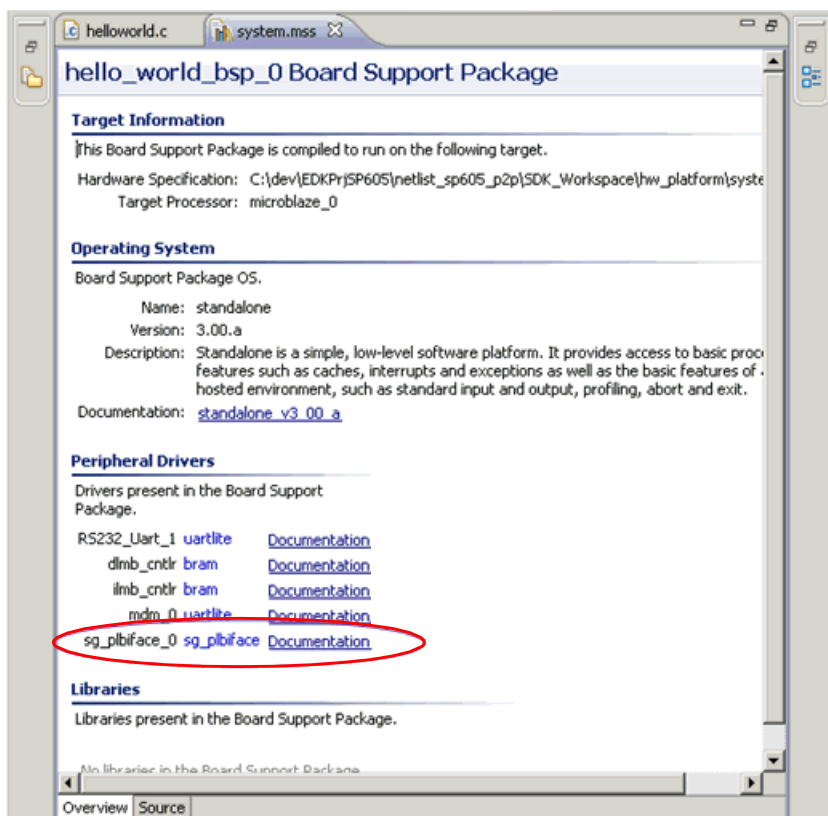 helloworld.c system.mss
hello_world_bsp_0 Board Support Package
Target Information
This Board Support Package is compiled to run on the following target.
Hardware Specification: C:\dev\EDKPrjSP605\netlist_sp605_p2p\SDK_Workspace\hw_platform\syste
Target Processor: microblaze_0
Operating System
Board Support Package OS.
Name: standalone
Version: 3.00.a
Description: Standalone is a simple, low-level software platform. It provides access to basic proc
features such as caches, interrupts and exceptions as well as the basic features of
hosted environment, such as standard input and output, profiling, abort and exit.
Documentation: standalone_v3_00_a
Peripheral Drivers
Drivers present in the Board Support
Package.
RS232_Uart_1 uartlite Documentation
dlmb_cntlr bram Documentation
ilmb_cntlr bram Documentation
mdm_0 uartlite Documentation
sg_plbiface_0 sg_plbiface Documentation
Libraries
Libraries present in the Board Support Package.
No libraries in the Board Support Package.
Overview Source